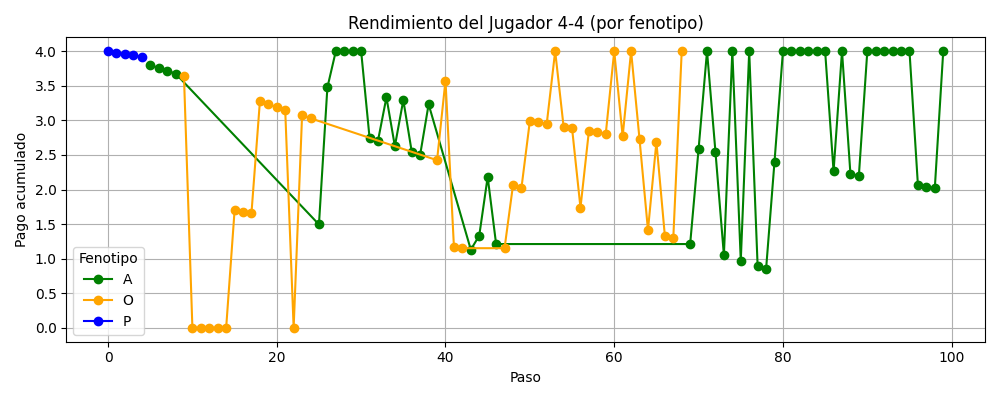 Rendimiento del Jugador 4-4 (por fenotipo)
Pago acumulado
4.0
3.5
3.0
2.5
2.0
1.5
1.0
0.5
0.0
Fenotipo
A
O
P
0 20 40 60 80 100
Paso